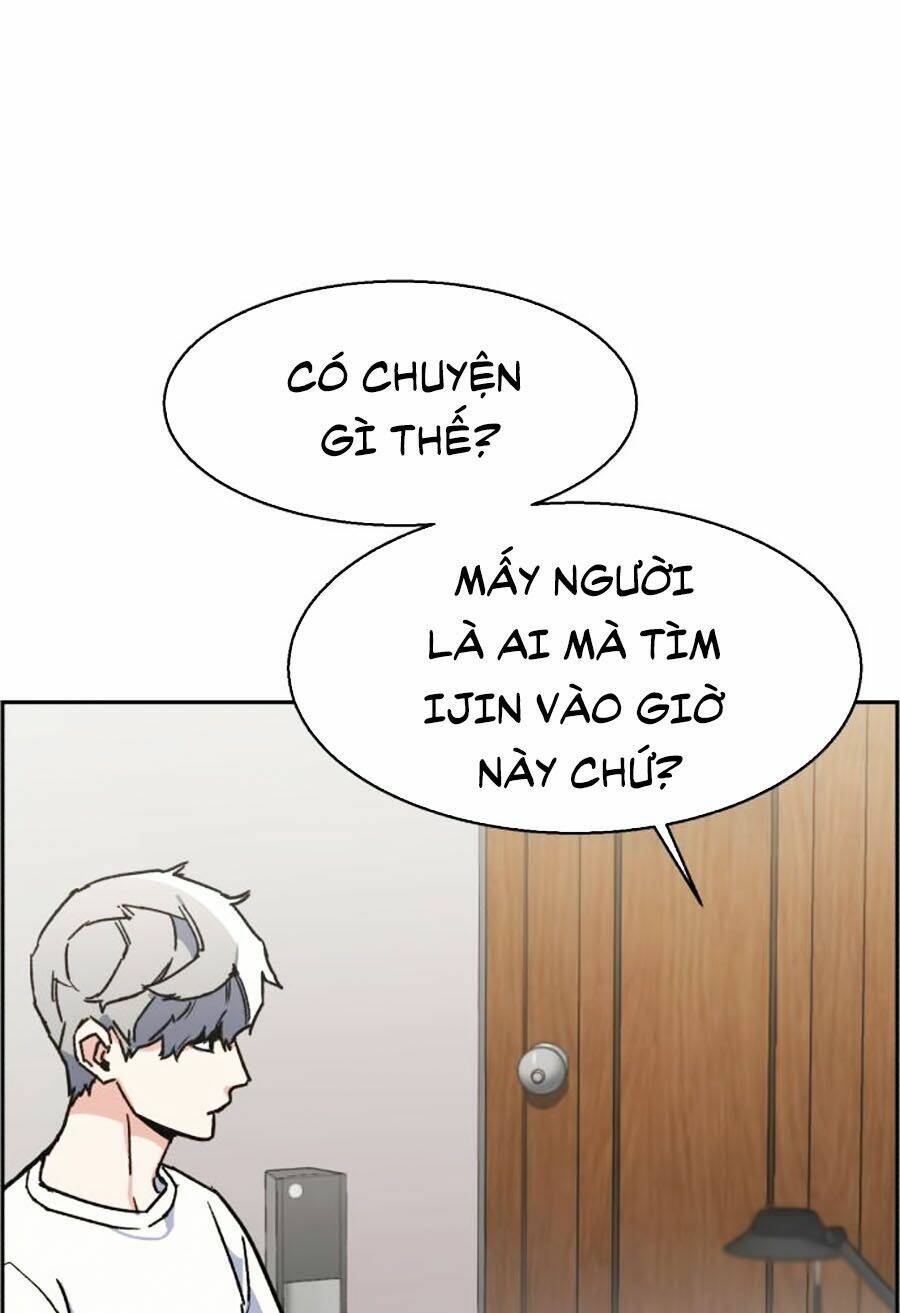 CÓ CHUYỆN
GÌ THẾ?
MẤY NGƯỜI
LÀ AI MÀ TÌM
IJIN VÀO GIỜ
NÀY CHỨ?